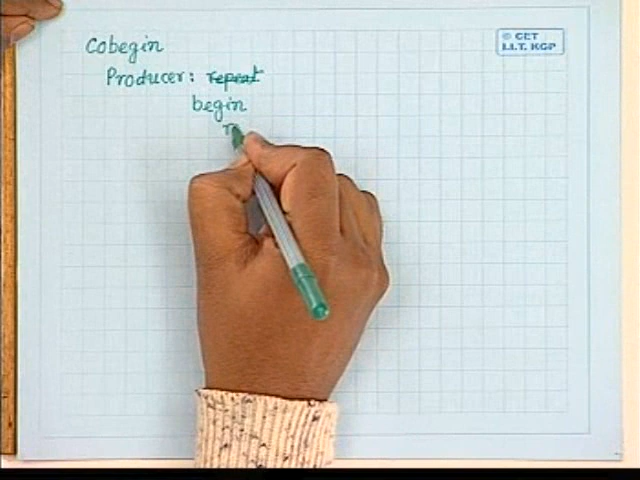 Cobegin
Producer: repeat
begin
r
© CET
I.I.T. KGP